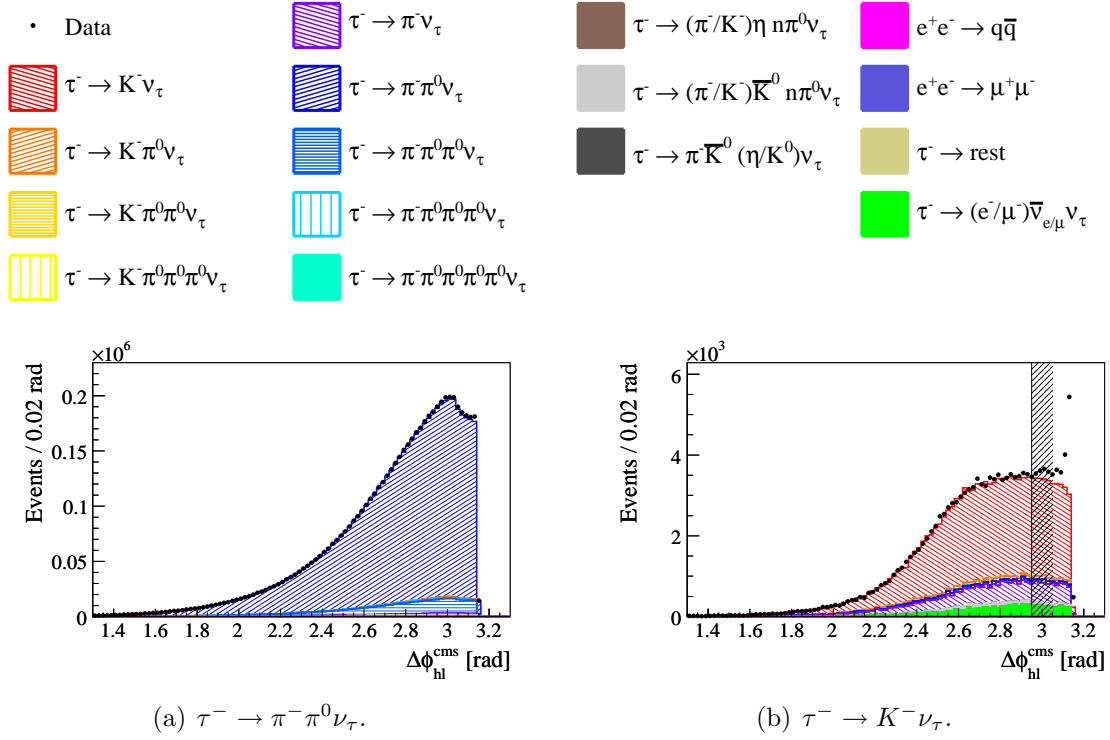 Data
τ⁻ → K⁻ν_τ
τ⁻ → K⁻π⁰ν_τ
τ⁻ → K⁻π⁰π⁰ν_τ
τ⁻ → K⁻π⁰π⁰π⁰ν_τ
τ⁻ → π⁻ν_τ
τ⁻ → π⁻π⁰ν_τ
τ⁻ → π⁻π⁰π⁰ν_τ
τ⁻ → π⁻π⁰π⁰π⁰ν_τ
τ⁻ → π⁻π⁰π⁰π⁰π⁰ν_τ
τ⁻ → (π⁻/K⁻)η nπ⁰ν_τ
τ⁻ → (π⁻/K⁻)K̅⁰ nπ⁰ν_τ
τ⁻ → π⁻K̅⁰ (η/K⁰)ν_τ
e⁺e⁻ → qq̅
e⁺e⁻ → μ⁺μ⁻
τ⁻ → rest
τ⁻ → (e⁻/μ⁻)ν̅_{e/μ} ν_τ
×10⁶
Events / 0.02 rad
0.2
0.15
0.1
0.05
0
1.4 1.6 1.8 2 2.2 2.4 2.6 2.8 3 3.2
Δϕ_{hl}^{cms} [rad]
(a) τ⁻ → π⁻π⁰ν_τ.
×10³
Events / 0.02 rad
6
4
2
0
1.4 1.6 1.8 2 2.2 2.4 2.6 2.8 3 3.2
Δϕ_{hl}^{cms} [rad]
(b) τ⁻ → K⁻ν_τ.